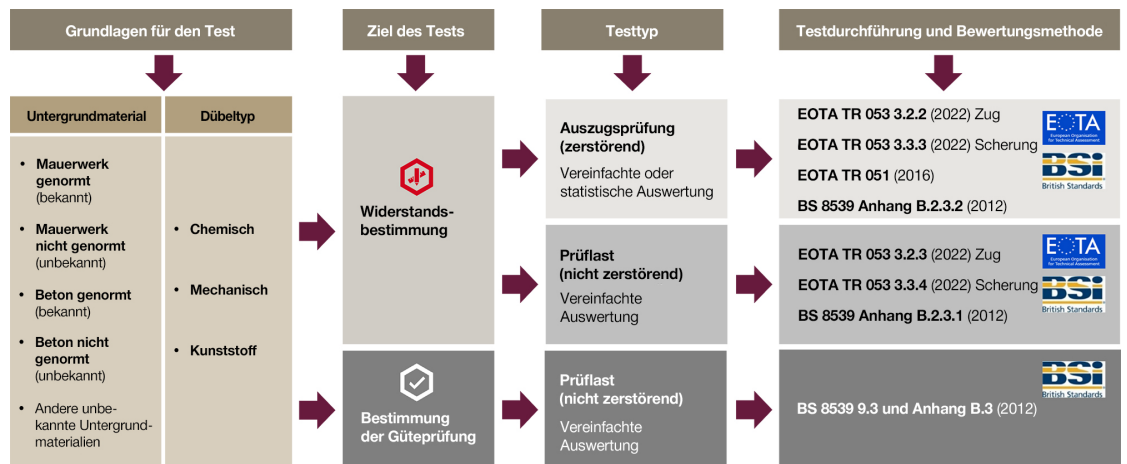 Grundlagen für den Test
Ziel des Tests
Testtyp
Testdurchführung und Bewertungsmethode
Untergrundmaterial
Dübeltyp
• Mauerwerk
genormt
(bekannt)
• Mauerwerk
nicht genormt
(unbekannt)
• Beton genormt
(bekannt)
• Beton nicht
genormt
(unbekannt)
• Andere unbe-
kannte Untergrund-
materialien
• Chemisch
• Mechanisch
• Kunststoff
Widerstands-
bestimmung
Auszugsprüfung
(zerstörend)
Vereinfachte oder
statistische Auswertung
EOTA TR 053 3.2.2 (2022) Zug
EOTA TR 053 3.3.3 (2022) Scherung
EOTA TR 051 (2016)
BS 8539 Anhang B.2.3.2 (2012)
EOTA
European Organisation
for Technical Assessment
BSi
British Standards
Prüflast
(nicht zerstörend)
Vereinfachte
Auswertung
EOTA TR 053 3.2.3 (2022) Zug
EOTA TR 053 3.3.4 (2022) Scherung
BS 8539 Anhang B.2.3.1 (2012)
EOTA
European Organisation
for Technical Assessment
BSi
British Standards
Bestimmung
der Güteprüfung
Prüflast
(nicht zerstörend)
Vereinfachte
Auswertung
BS 8539 9.3 und Anhang B.3 (2012)
BSi
British Standards